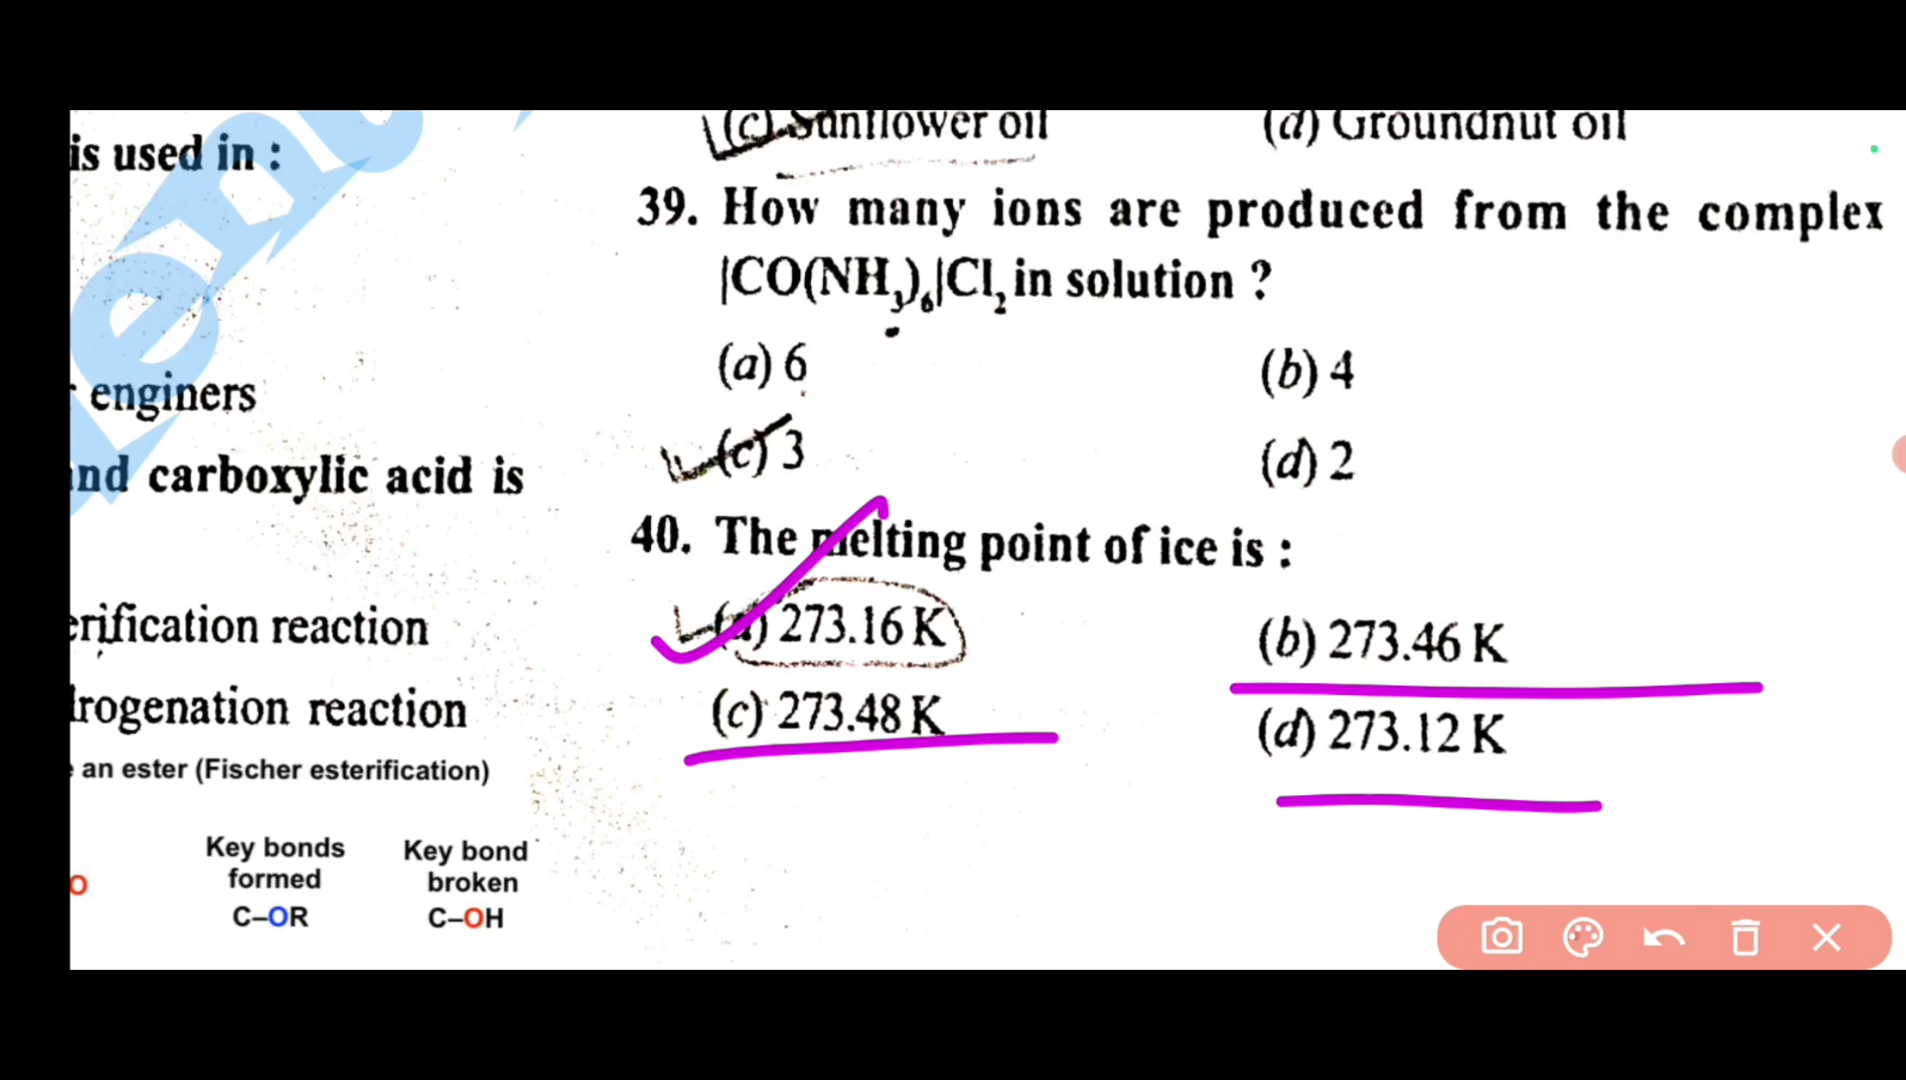 is used in :
enginers
nd carboxylic acid is
erification reaction
rogenation reaction
an ester (Fischer esterification)
Key bonds formed
C–OR
Key bond broken
C–OH
O
(c) Sunflower oil
(d) Groundnut oil
39. How many ions are produced from the complex
|CO(NH₃)₆|Cl₂ in solution ?
(a) 6
(b) 4
(c) 3
(d) 2
40. The melting point of ice is :
(a) 273.16 K
(b) 273.46 K
(c) 273.48 K
(d) 273.12 K